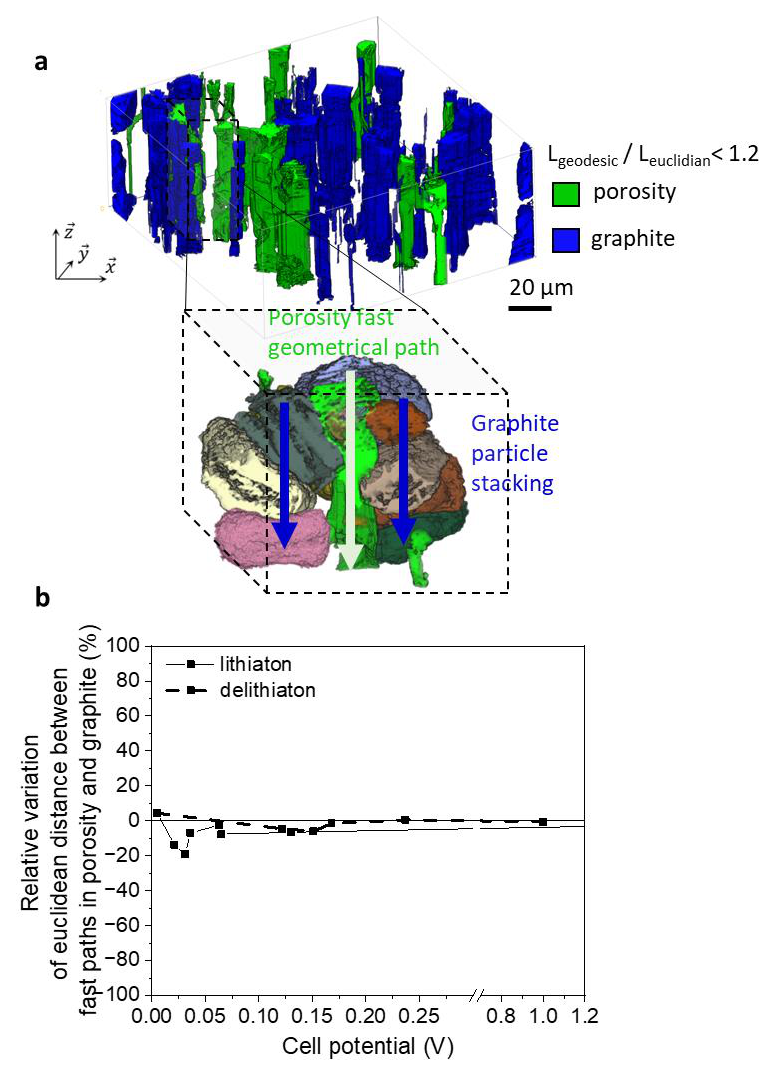 a
L_geodesic / L_euclidian < 1.2
porosity
graphite
z
y
x
20 µm
Porosity fast
geometrical path
Graphite
particle
stacking
b
Relative variation
of euclidean distance between
fast paths in porosity and graphite (%)
100
80
60
40
20
0
−20
−40
−60
−80
−100
lithiaton
delithiaton
0.00 0.05 0.10 0.15 0.20 0.25 0.8 1.0 1.2
Cell potential (V)